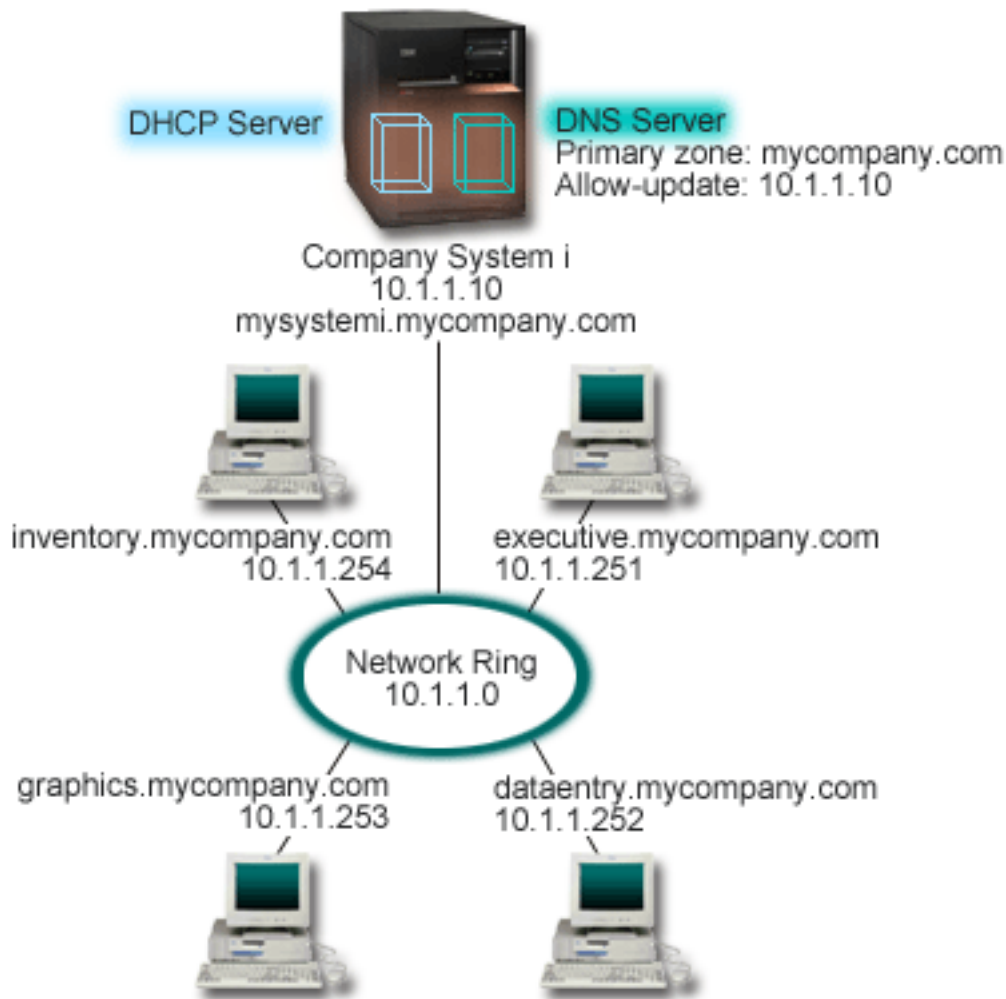 DHCP Server
DNS Server
Primary zone: mycompany.com
Allow-update: 10.1.1.10
Company System i
10.1.1.10
mysystemi.mycompany.com
inventory.mycompany.com
10.1.1.254
executive.mycompany.com
10.1.1.251
Network Ring
10.1.1.0
graphics.mycompany.com
10.1.1.253
dataentry.mycompany.com
10.1.1.252